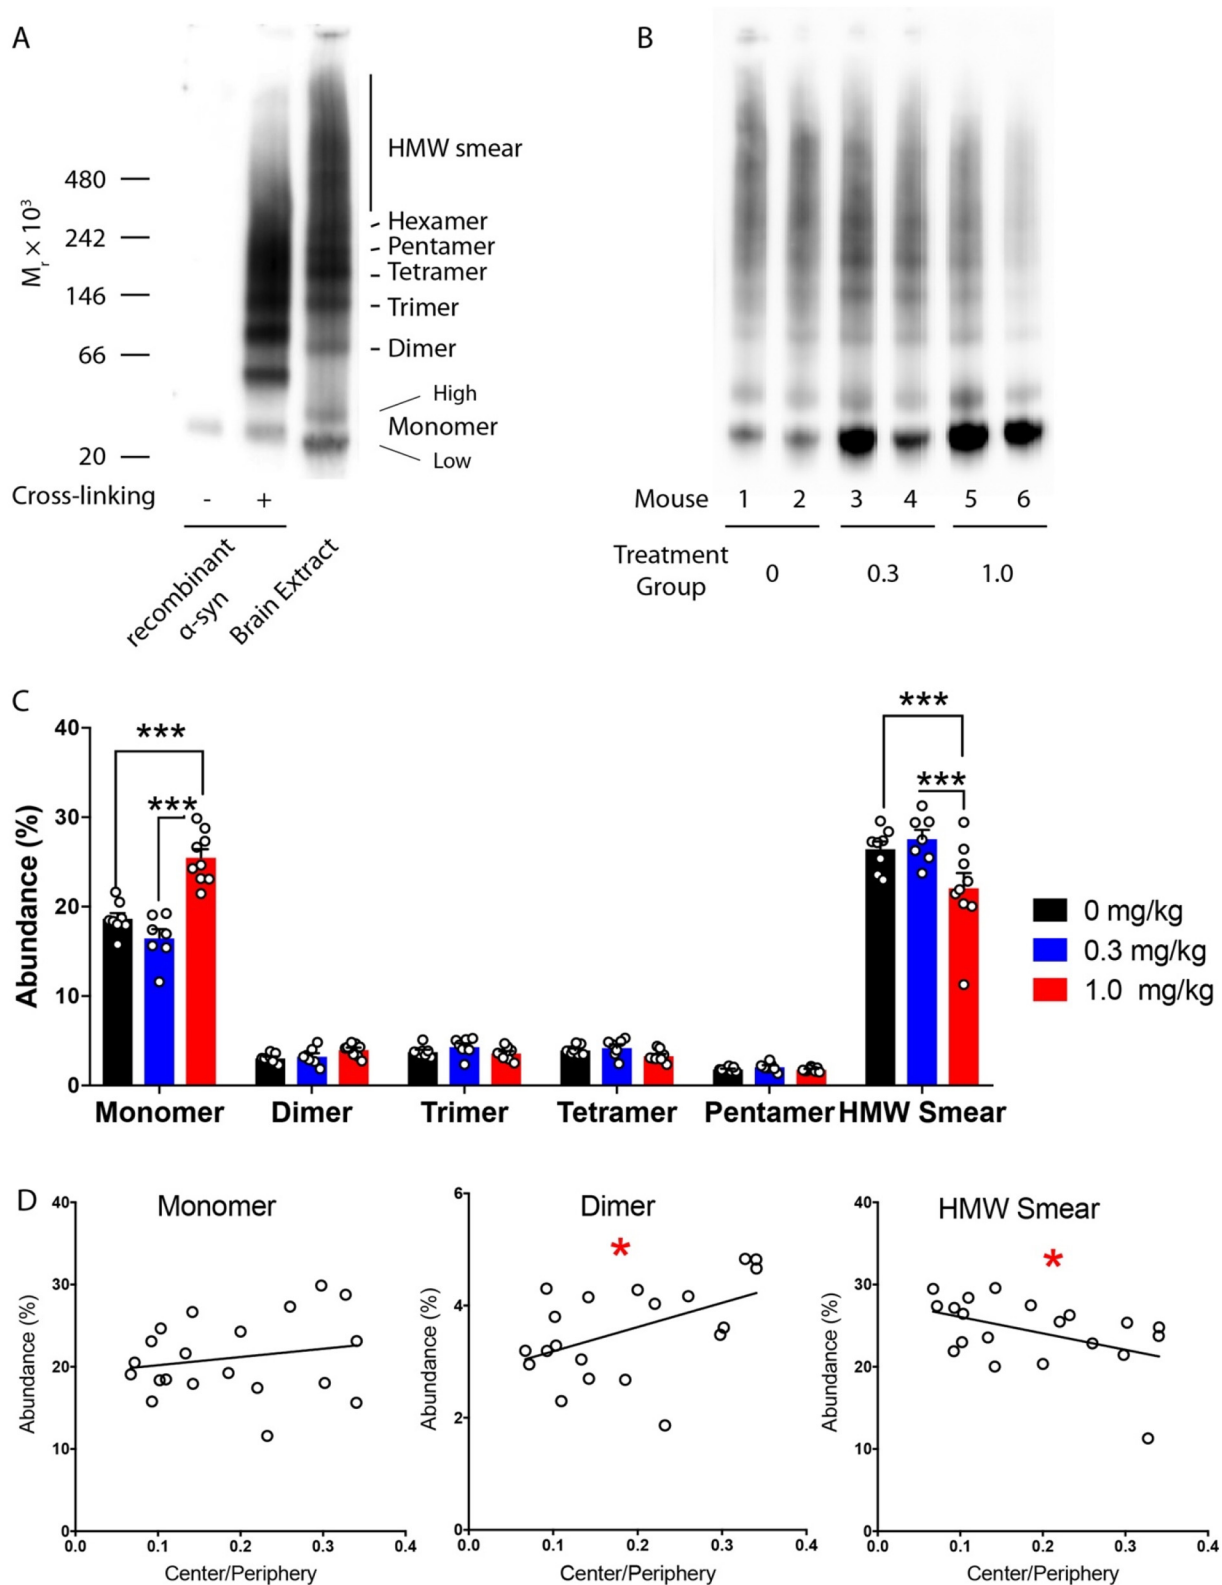 A
B
480
242
146
66
20
Mr × 10³
HMW smear
Hexamer
Pentamer
Tetramer
Trimer
Dimer
High
Monomer
Low
Cross-linking - +
recombinant
α-syn
Brain Extract
Mouse 1 2 3 4 5 6
Treatment
Group
0 0.3 1.0
C
40
30
20
10
0
Abundance (%)
*** *** *** ***
0 mg/kg
0.3 mg/kg
1.0 mg/kg
Monomer Dimer Trimer Tetramer Pentamer HMW Smear
D
Monomer
40
30
20
10
0
Abundance (%)
0.0 0.1 0.2 0.3 0.4
Center/Periphery
Dimer
*
6
4
2
0
Abundance (%)
0.0 0.1 0.2 0.3 0.4
Center/Periphery
HMW Smear
*
40
30
20
10
0
Abundance (%)
0.0 0.1 0.2 0.3 0.4
Center/Periphery